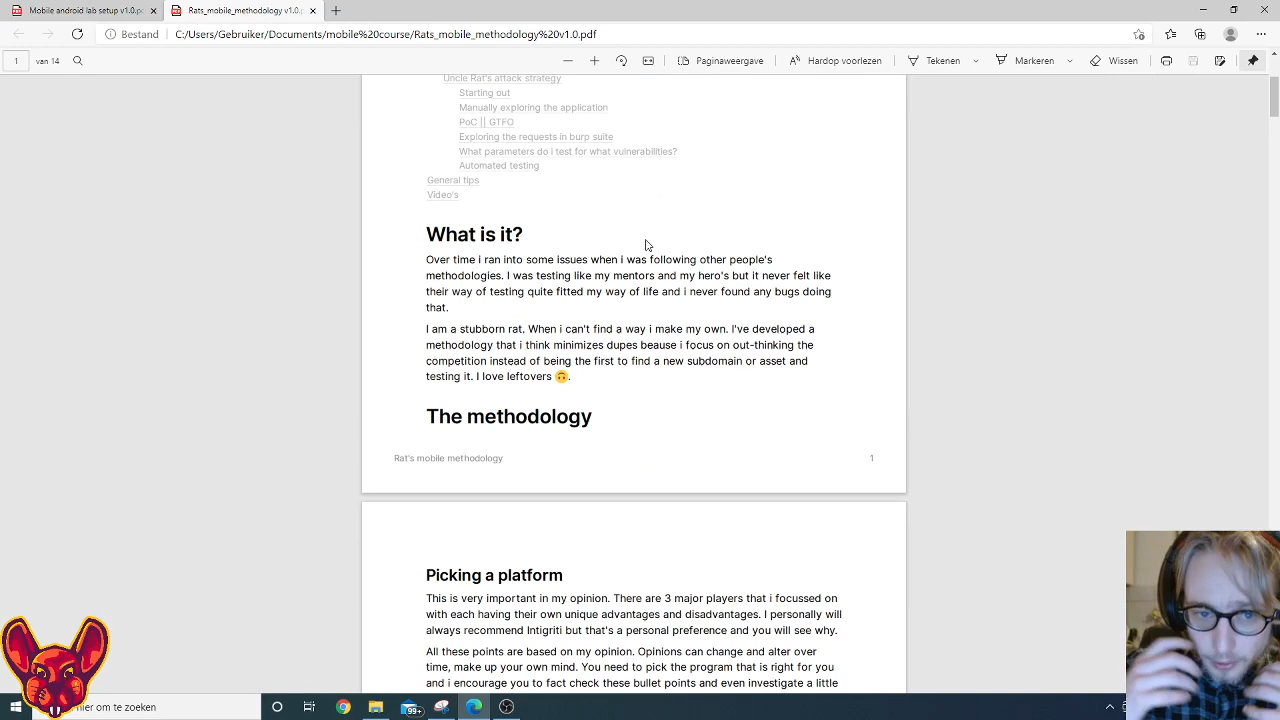 Mobile android lab setup v1.0.p
Rats_mobile_methodology v1.0.
Bestand
C:/Users/Gebruiker/Documents/mobile%20course/Rats_mobile_methodology%20v1.0.pdf
1 van 14
Paginaweergave
Hardop voorlezen
Tekenen
Markeren
Wissen
Uncle Rat's attack strategy
Starting out
Manually exploring the application
PoC || GTFO
Exploring the requests in burp suite
What parameters do i test for what vulnerabilities?
Automated testing
General tips
Video's
What is it?
Over time i ran into some issues when i was following other people's
methodologies. I was testing like my mentors and my hero's but it never felt like
their way of testing quite fitted my way of life and i never found any bugs doing
that.
I am a stubborn rat. When i can't find a way i make my own. I've developed a
methodology that i think minimizes dupes beause i focus on out-thinking the
competition instead of being the first to find a new subdomain or asset and
testing it. I love leftovers 🙃.
The methodology
Rat's mobile methodology 1
Picking a platform
This is very important in my opinion. There are 3 major players that i focussed on
with each having their own unique advantages and disadvantages. I personally will
always recommend Intigriti but that's a personal preference and you will see why.
All these points are based on my opinion. Opinions can change and alter over
time, make up your own mind. You need to pick the program that is right for you
and i encourage you to fact check these bullet points and even investigate a little
hier om te zoeken
99+